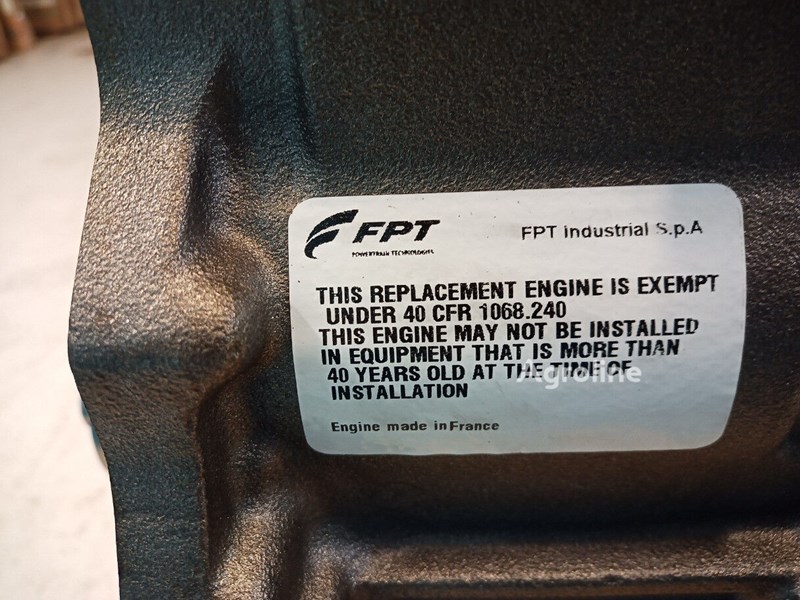 FPT
POWERTRAIN TECHNOLOGIES
FPT Industrial S.p.A
THIS REPLACEMENT ENGINE IS EXEMPT
UNDER 40 CFR 1068.240
THIS ENGINE MAY NOT BE INSTALLED
IN EQUIPMENT THAT IS MORE THAN
40 YEARS OLD AT THE TIME OF
INSTALLATION
Agroline
Engine made in France